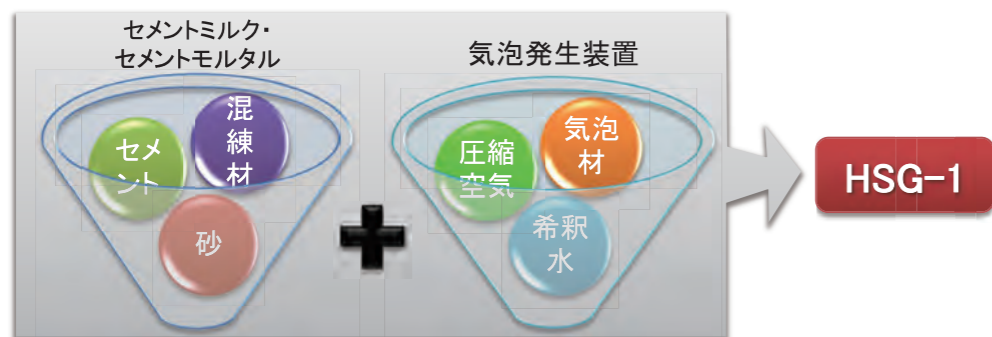 セメントミルク・
セメントモルタル
気泡発生装置
セメ
ント
混
練
材
砂
圧縮
空気
気泡
材
希釈
水
HSG-1